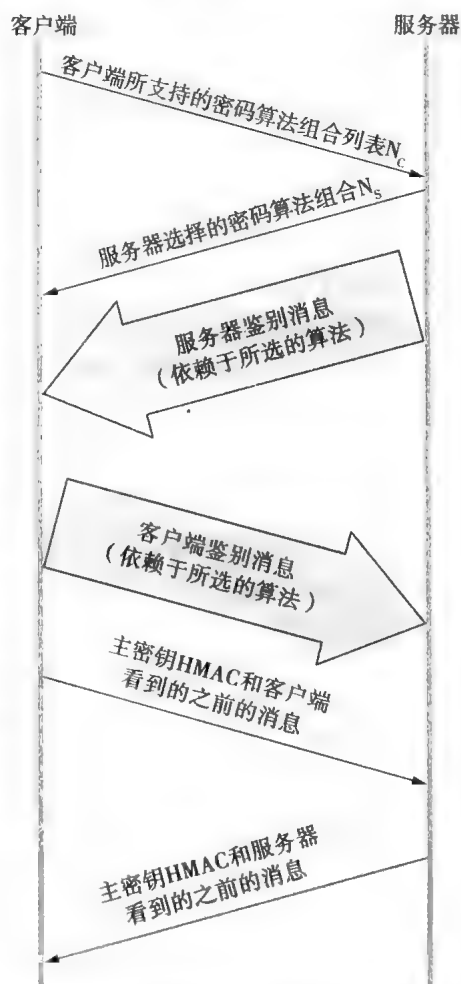 客户端
服务器
客户端所支持的密码算法组合列表Nc
服务器选择的密码算法组合Ns
服务器鉴别消息
（依赖于所选的算法）
客户端鉴别消息
（依赖于所选的算法）
主密钥HMAC和客户端
看到的之前的消息
主密钥HMAC和服务器
看到的之前的消息